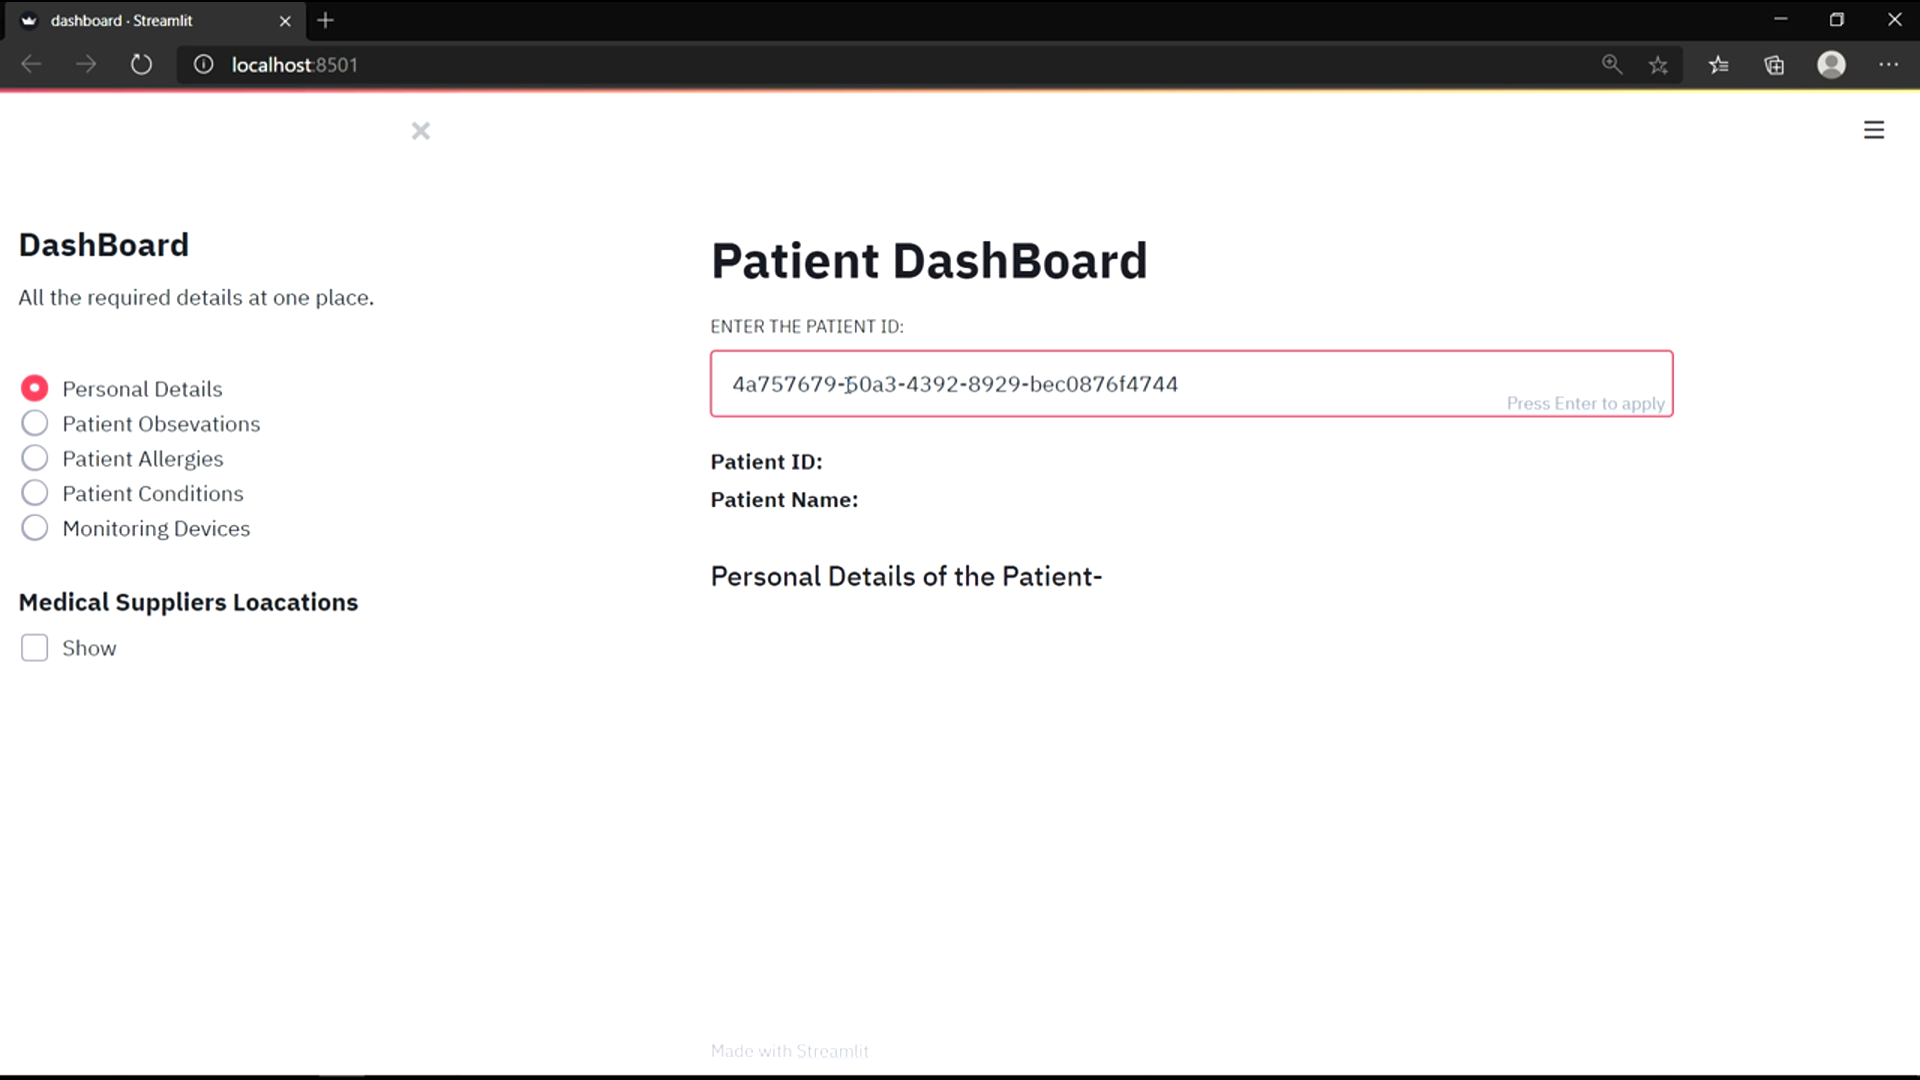 dashboard · Streamlit
localhost:8501
DashBoard
All the required details at one place.
Personal Details
Patient Obsevations
Patient Allergies
Patient Conditions
Monitoring Devices
Medical Suppliers Loacations
Show
Patient DashBoard
ENTER THE PATIENT ID:
4a757679-50a3-4392-8929-bec0876f4744
Press Enter to apply
Patient ID:
Patient Name:
Personal Details of the Patient-
Made with Streamlit